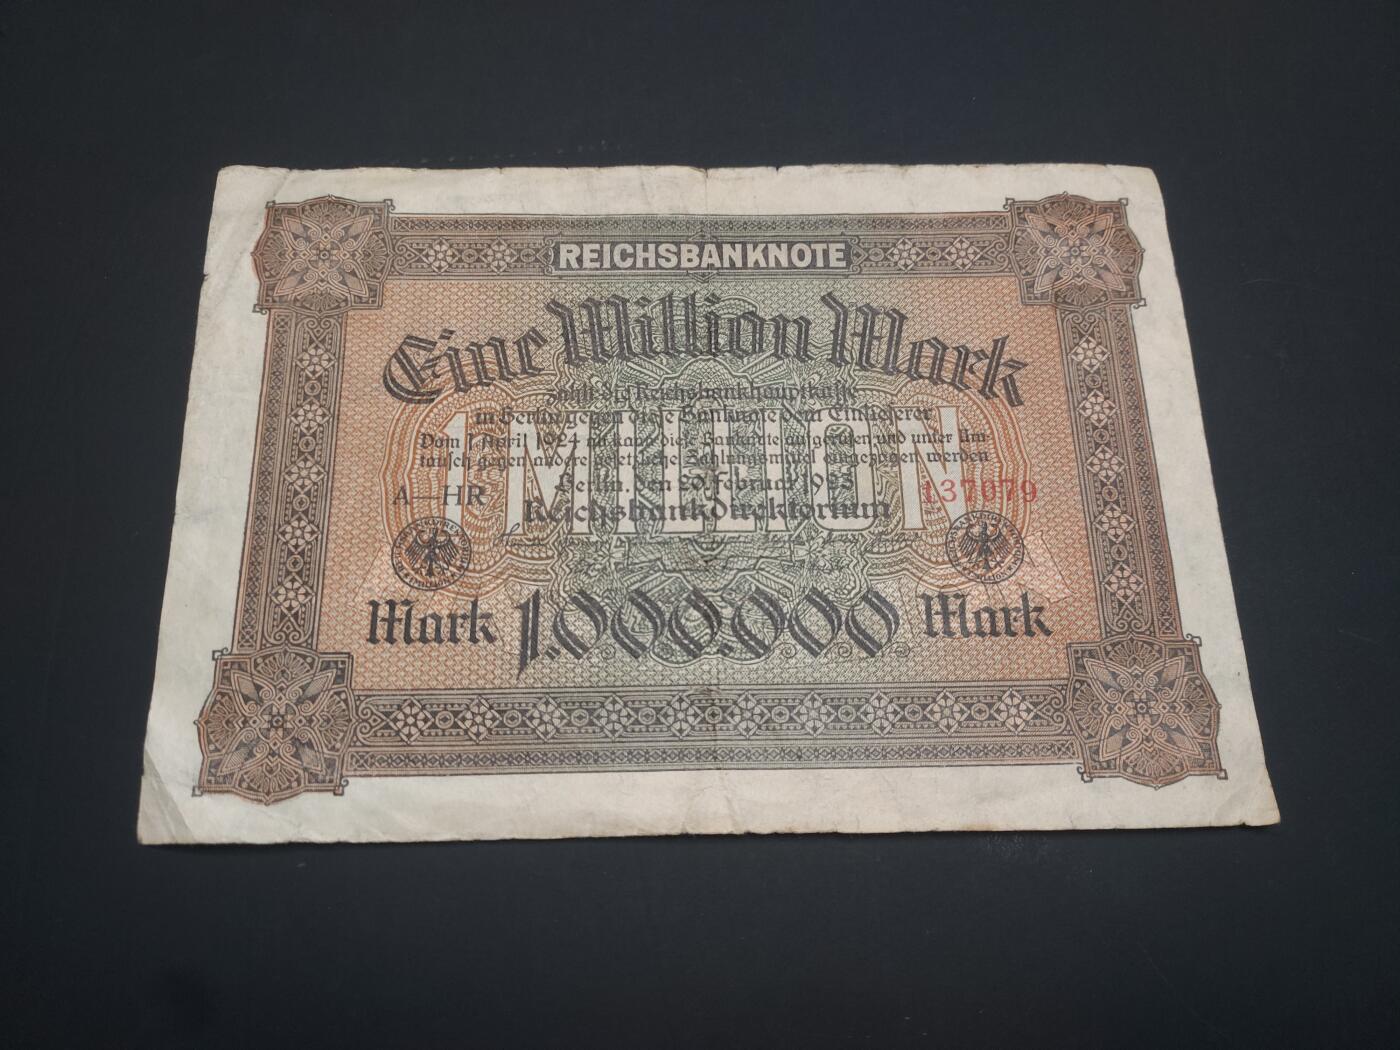 REICHSBANKNOTE
Eine Million Mark
zahlt die Reichsbankhauptkasse
in Berlin gegen diese Banknote dem Einlieferer
Vom 1. April 1924 ab kann diese Banknote aufgerufen und unter Um-
tausch gegen andere gesetzliche Zahlungsmittel eingezogen werden
1 MILLION
Berlin, den 20. Februar 1923
A—HR
137079
Reichsbankdirektorium
Mark 1.000.000 Mark